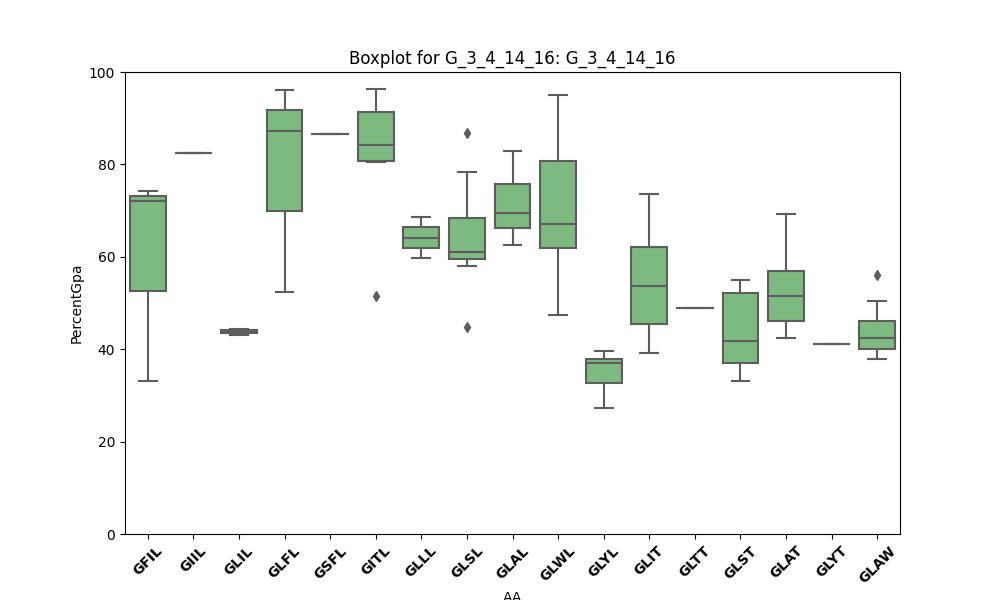 Boxplot for G_3_4_14_16: G_3_4_14_16
100
80
60
40
20
0
PercentGpa
GFIL GIIL GLIL GLFL GSFL GITL GLLL GLSL GLAL GLWL GLYL GLIT GLTT GLST GLAT GLYT GLAW
AA